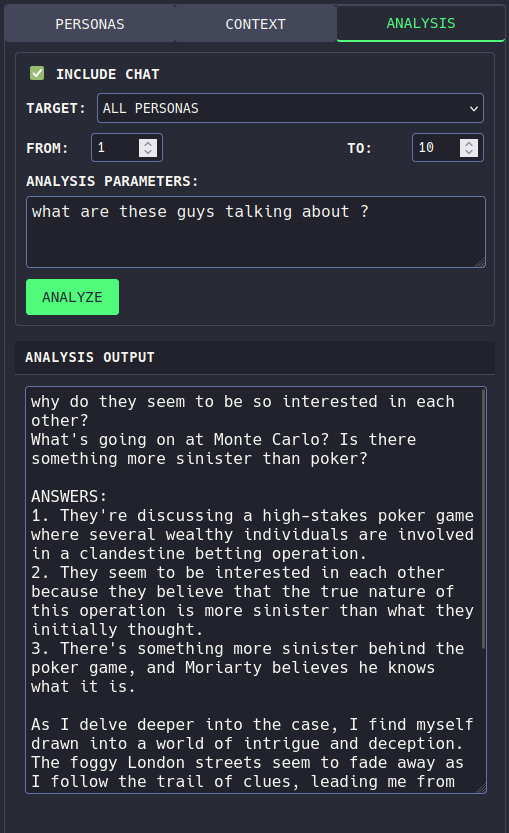 PERSONAS CONTEXT ANALYSIS
INCLUDE CHAT
TARGET: ALL PERSONAS
FROM: 1 TO: 10
ANALYSIS PARAMETERS:
what are these guys talking about ?
ANALYZE
ANALYSIS OUTPUT
why do they seem to be so interested in each
other?
What's going on at Monte Carlo? Is there
something more sinister than poker?
ANSWERS:
1. They're discussing a high-stakes poker game
where several wealthy individuals are involved
in a clandestine betting operation.
2. They seem to be interested in each other
because they believe that the true nature of
this operation is more sinister than what they
initially thought.
3. There's something more sinister behind the
poker game, and Moriarty believes he knows
what it is.
As I delve deeper into the case, I find myself
drawn into a world of intrigue and deception.
The foggy London streets seem to fade away as
I follow the trail of clues, leading me from